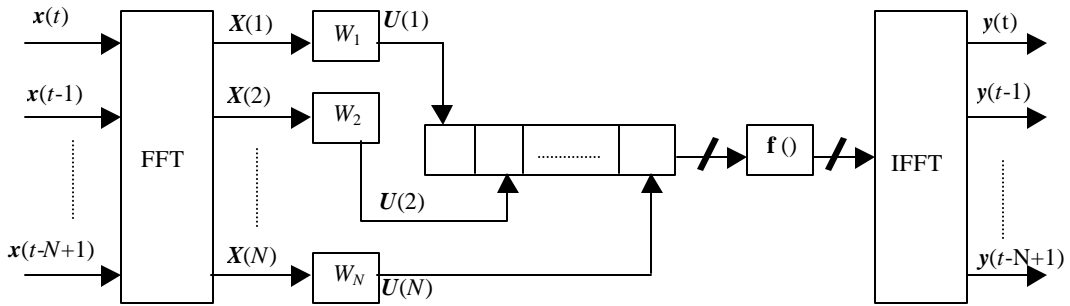 x(t)
x(t-1)
x(t-N+1)
FFT
X(1)
X(2)
X(N)
W1
W2
WN
U(1)
U(2)
U(N)
f ()
IFFT
y(t)
y(t-1)
y(t-N+1)